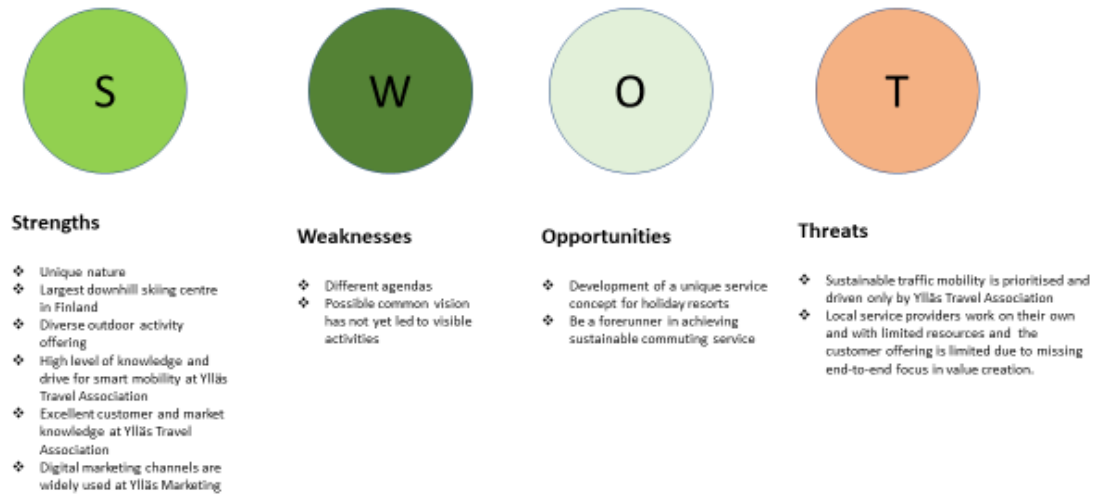 S
W
O
T
Strengths
❖ Unique nature
❖ Largest downhill skiing centre
in Finland
❖ Diverse outdoor activity
offering
❖ High level of knowledge and
drive for smart mobility at Ylläs
Travel Association
❖ Excellent customer and market
knowledge at Ylläs Travel
Association
❖ Digital marketing channels are
widely used at Ylläs Marketing
Weaknesses
❖ Different agendas
❖ Possible common vision
has not yet led to visible
activities
Opportunities
❖ Development of a unique service
concept for holiday resorts
❖ Be a forerunner in achieving
sustainable commuting service
Threats
❖ Sustainable traffic mobility is prioritised and
driven only by Ylläs Travel Association
❖ Local service providers work on their own
and with limited resources and the
customer offering is limited due to missing
end-to-end focus in value creation.